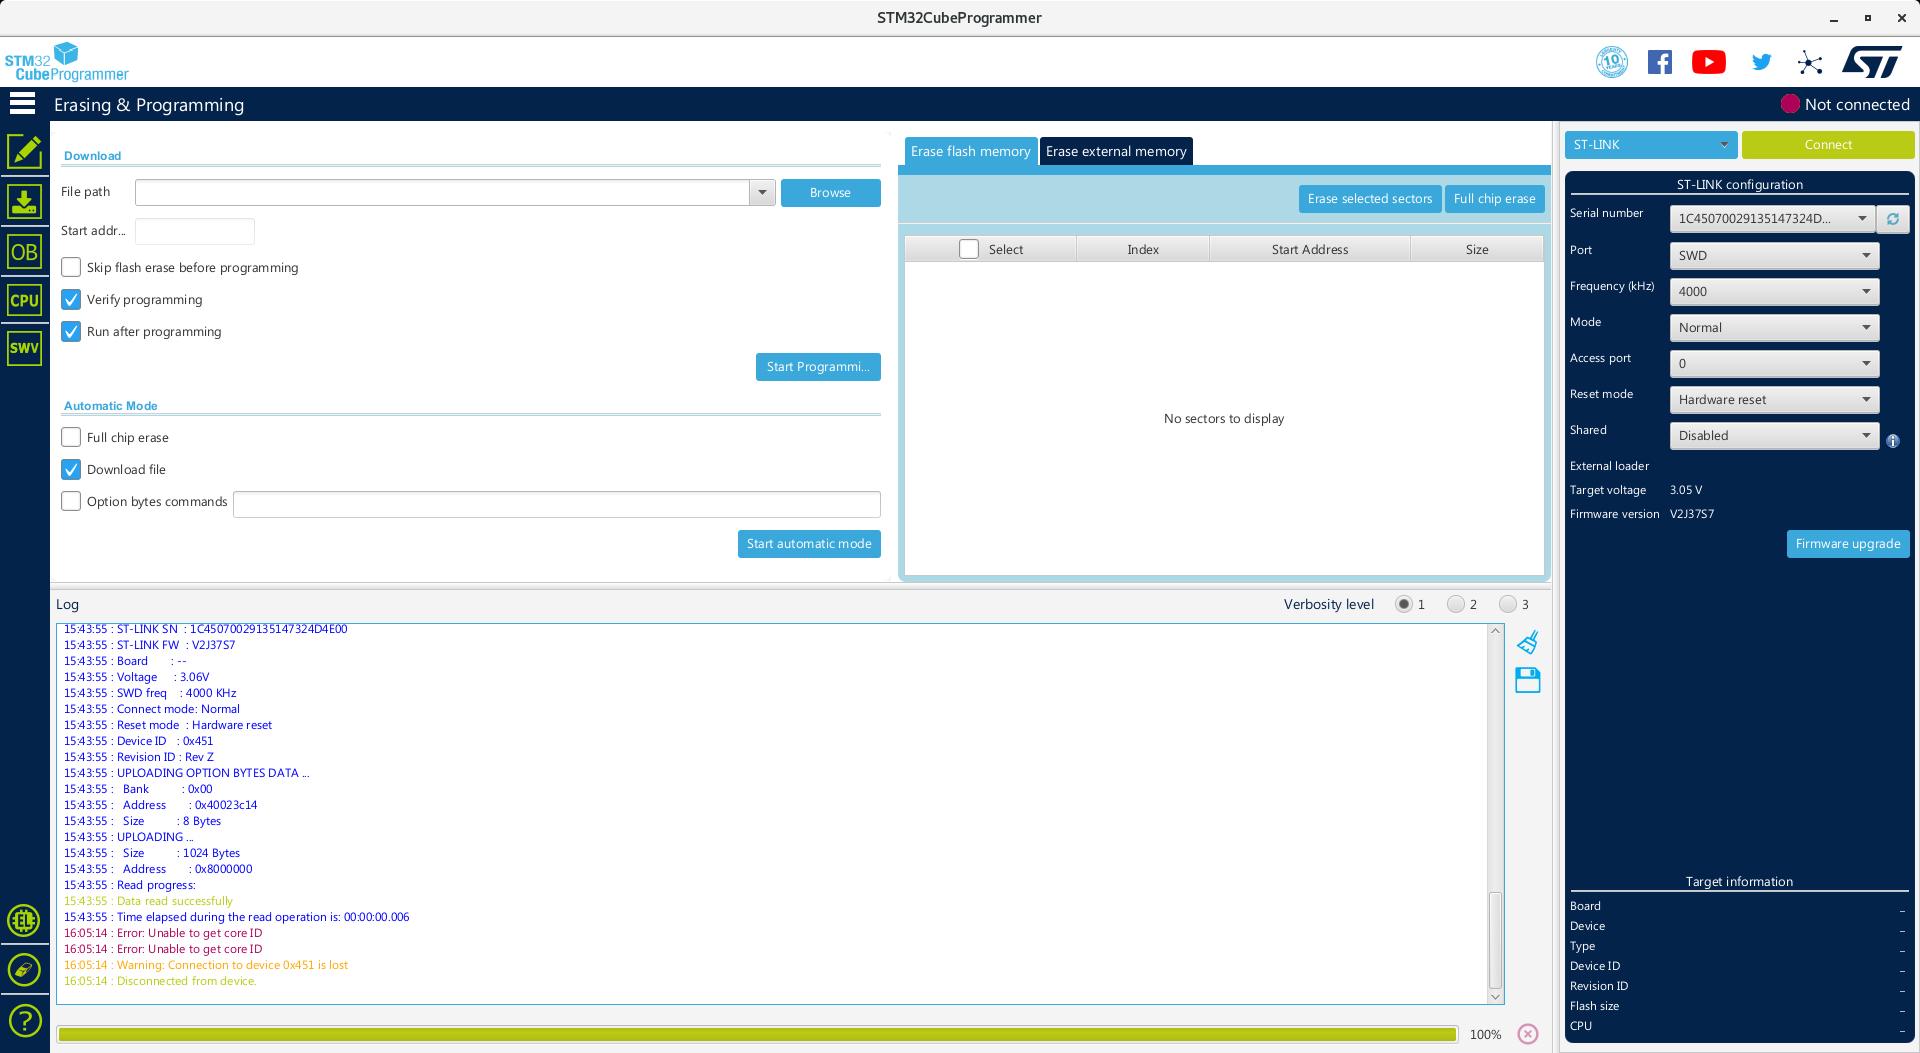 STM32CubeProgrammer
STM32
CubeProgrammer
10
Erasing & Programming
Not connected
OB
CPU
SWV
Download
File path
Browse
Start addr...
Skip flash erase before programming
Verify programming
Run after programming
Start Programmi...
Automatic Mode
Full chip erase
Download file
Option bytes commands
Start automatic mode
Erase flash memory
Erase external memory
Erase selected sectors
Full chip erase
Select
Index
Start Address
Size
No sectors to display
ST-LINK
Connect
ST-LINK configuration
Serial number
1C45070029135147324D...
Port
SWD
Frequency (kHz)
4000
Mode
Normal
Access port
0
Reset mode
Hardware reset
Shared
Disabled
External loader
Target voltage 3.05 V
Firmware version V2J37S7
Firmware upgrade
Target information
Board -
Device -
Type -
Device ID -
Revision ID -
Flash size -
CPU -
Log
Verbosity level
1
2
3
15:43:55 : ST-LINK SN : 1C45070029135147324D4E00
15:43:55 : ST-LINK FW : V2J37S7
15:43:55 : Board : --
15:43:55 : Voltage : 3.06V
15:43:55 : SWD freq : 4000 KHz
15:43:55 : Connect mode: Normal
15:43:55 : Reset mode : Hardware reset
15:43:55 : Device ID : 0x451
15:43:55 : Revision ID : Rev Z
15:43:55 : UPLOADING OPTION BYTES DATA ...
15:43:55 : Bank : 0x00
15:43:55 : Address : 0x40023c14
15:43:55 : Size : 8 Bytes
15:43:55 : UPLOADING ...
15:43:55 : Size : 1024 Bytes
15:43:55 : Address : 0x8000000
15:43:55 : Read progress:
15:43:55 : Data read successfully
15:43:55 : Time elapsed during the read operation is: 00:00:00.006
16:05:14 : Error: Unable to get core ID
16:05:14 : Error: Unable to get core ID
16:05:14 : Warning: Connection to device 0x451 is lost
16:05:14 : Disconnected from device.
100%